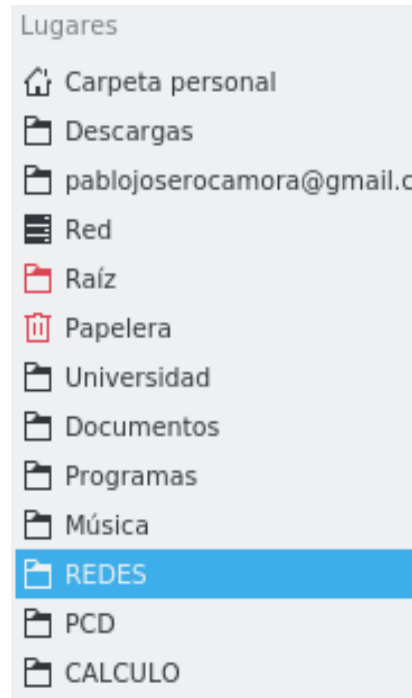 Lugares
Carpeta personal
Descargas
pablojoserocamora@gmail.c
Red
Raíz
Papelera
Universidad
Documentos
Programas
Música
REDES
PCD
CALCULO